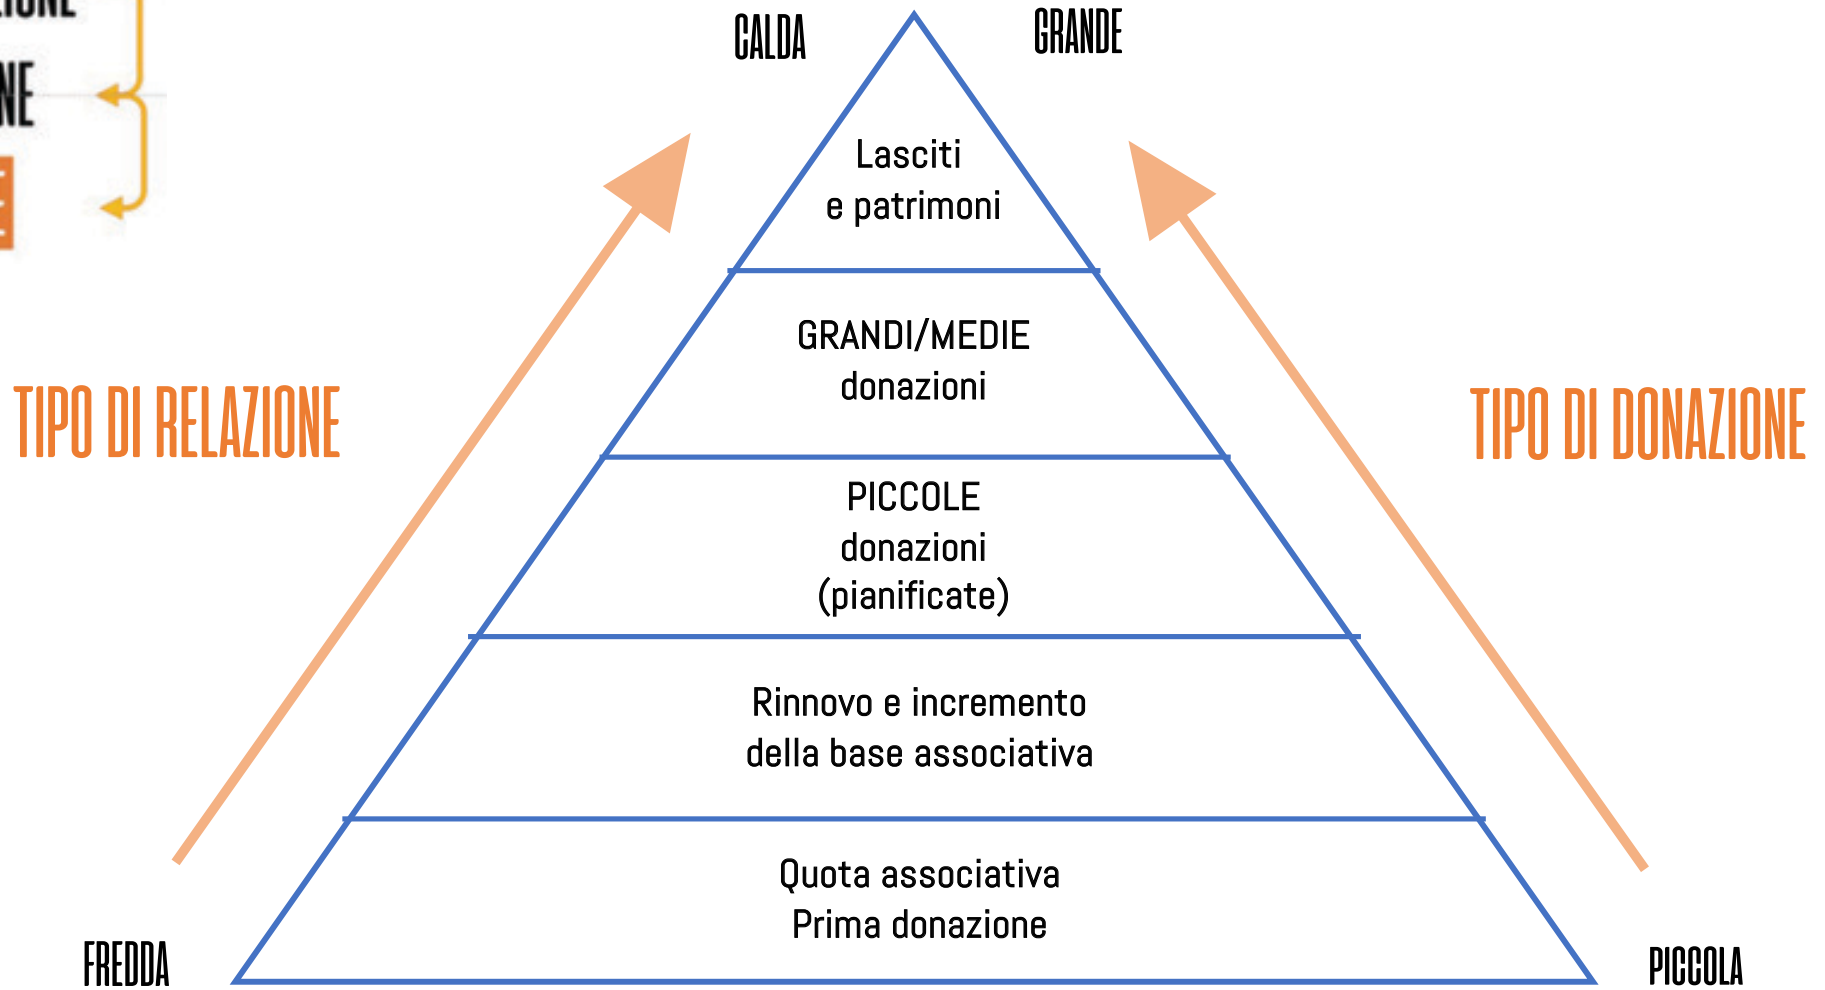 CALDA
GRANDE
Lasciti
e patrimoni
GRANDI/MEDIE
donazioni
TIPO DI RELAZIONE
TIPO DI DONAZIONE
PICCOLE
donazioni
(pianificate)
Rinnovo e incremento
della base associativa
Quota associativa
Prima donazione
FREDDA
PICCOLA